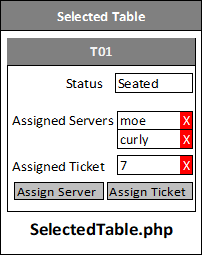 Selected Table
T01
Status Seated
Assigned Servers moe X
curly X
Assigned Ticket 7 X
Assign Server Assign Ticket
SelectedTable.php